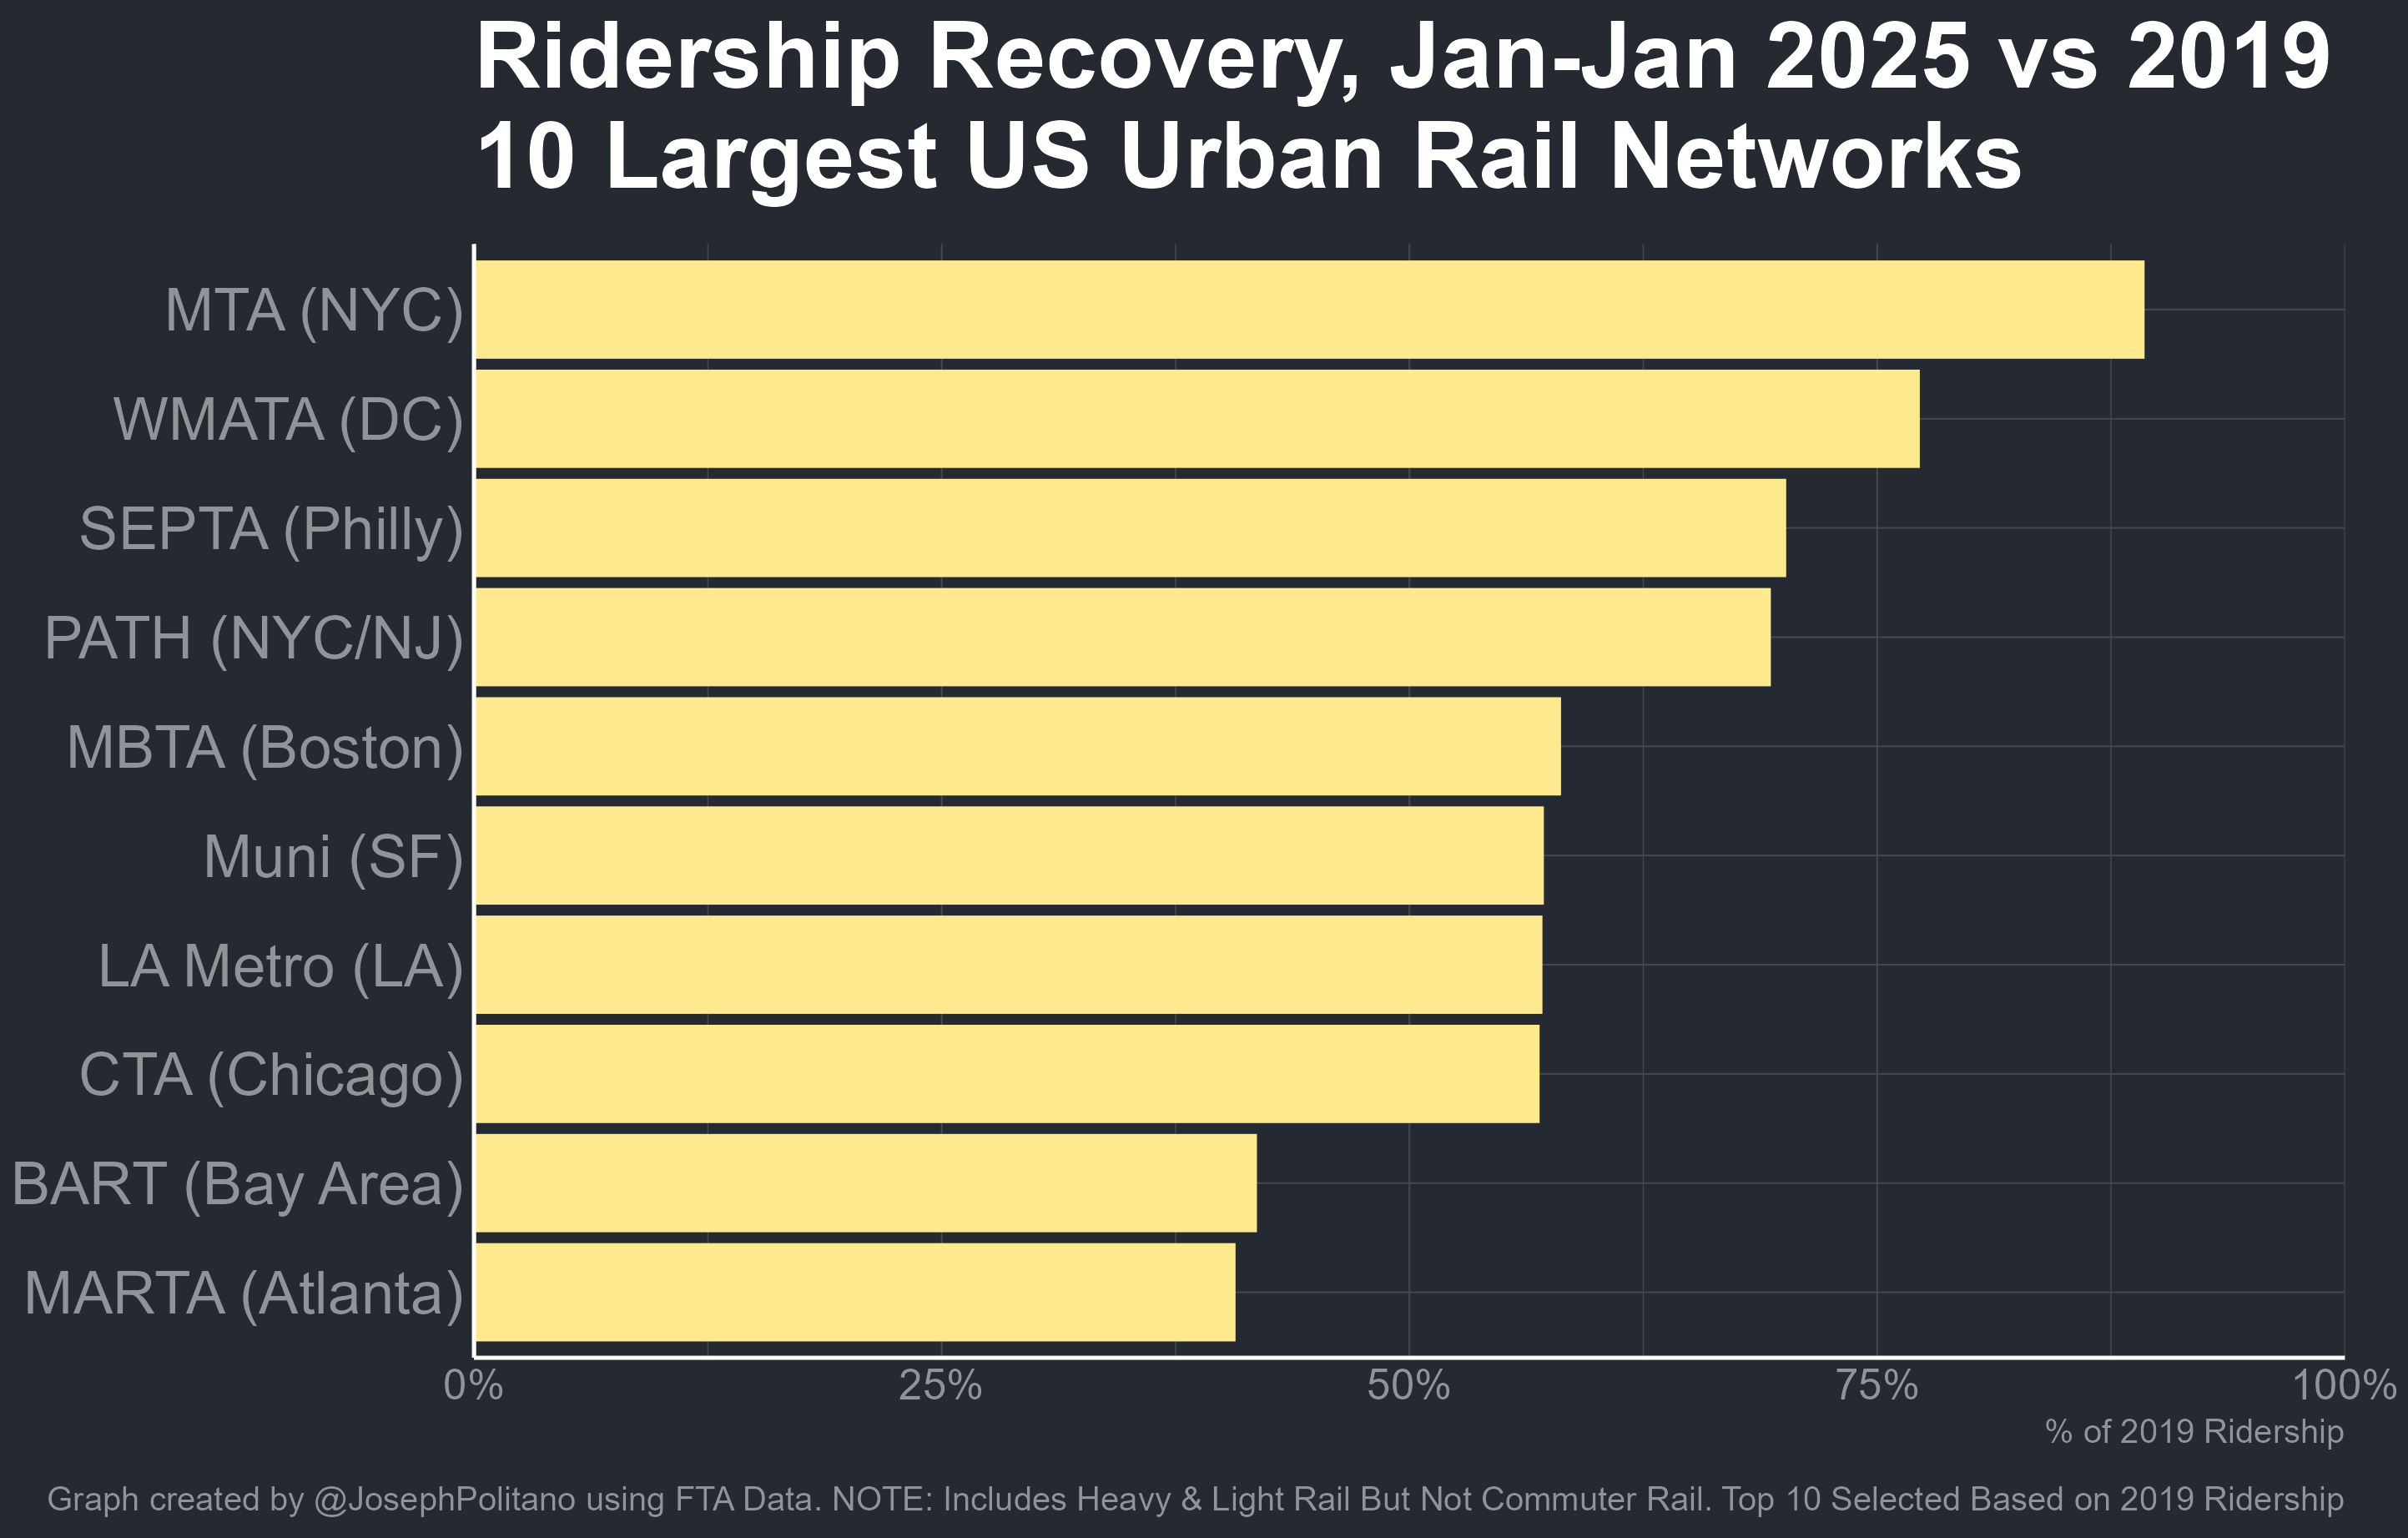 Ridership Recovery, Jan-Jan 2025 vs 2019
10 Largest US Urban Rail Networks
MTA (NYC)
WMATA (DC)
SEPTA (Philly)
PATH (NYC/NJ)
MBTA (Boston)
Muni (SF)
LA Metro (LA)
CTA (Chicago)
BART (Bay Area)
MARTA (Atlanta)
0% 25% 50% 75% 100%
% of 2019 Ridership
Graph created by @JosephPolitano using FTA Data. NOTE: Includes Heavy & Light Rail But Not Commuter Rail. Top 10 Selected Based on 2019 Ridership